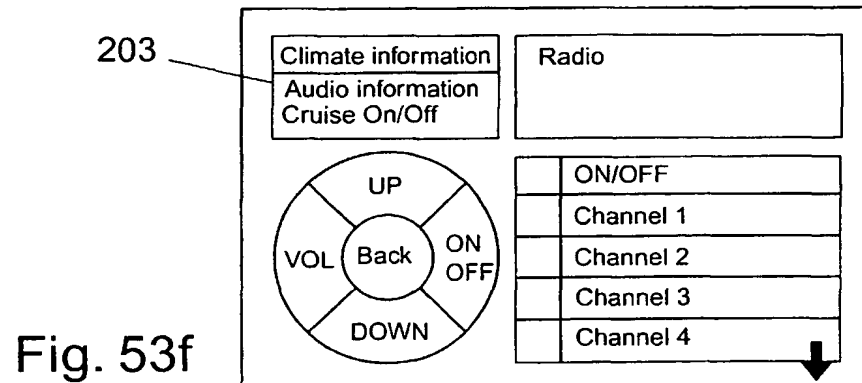 203
Climate information
Audio information
Cruise On/Off
Radio
UP
VOL
Back
ON
OFF
DOWN
ON/OFF
Channel 1
Channel 2
Channel 3
Channel 4
Fig. 53f